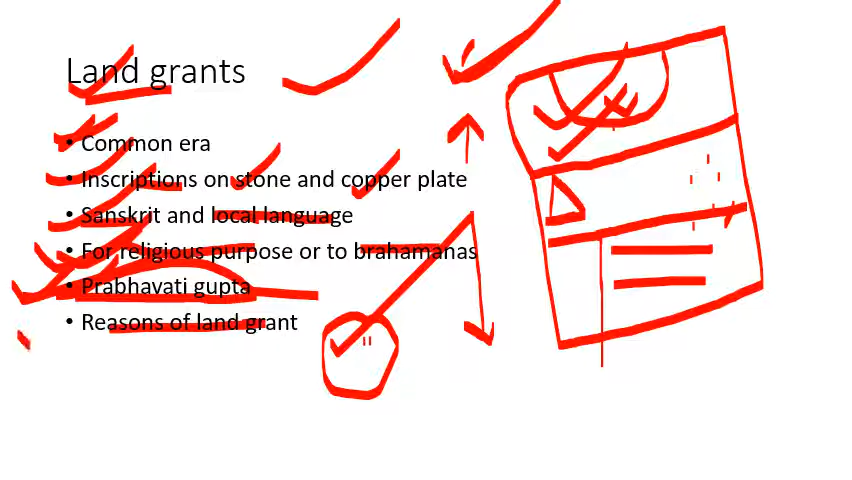 Land grants
• Common era
• Inscriptions on stone and copper plate
• Sanskrit and local language
• For religious purpose or to brahamanas
• Prabhavati gupta
• Reasons of land grant